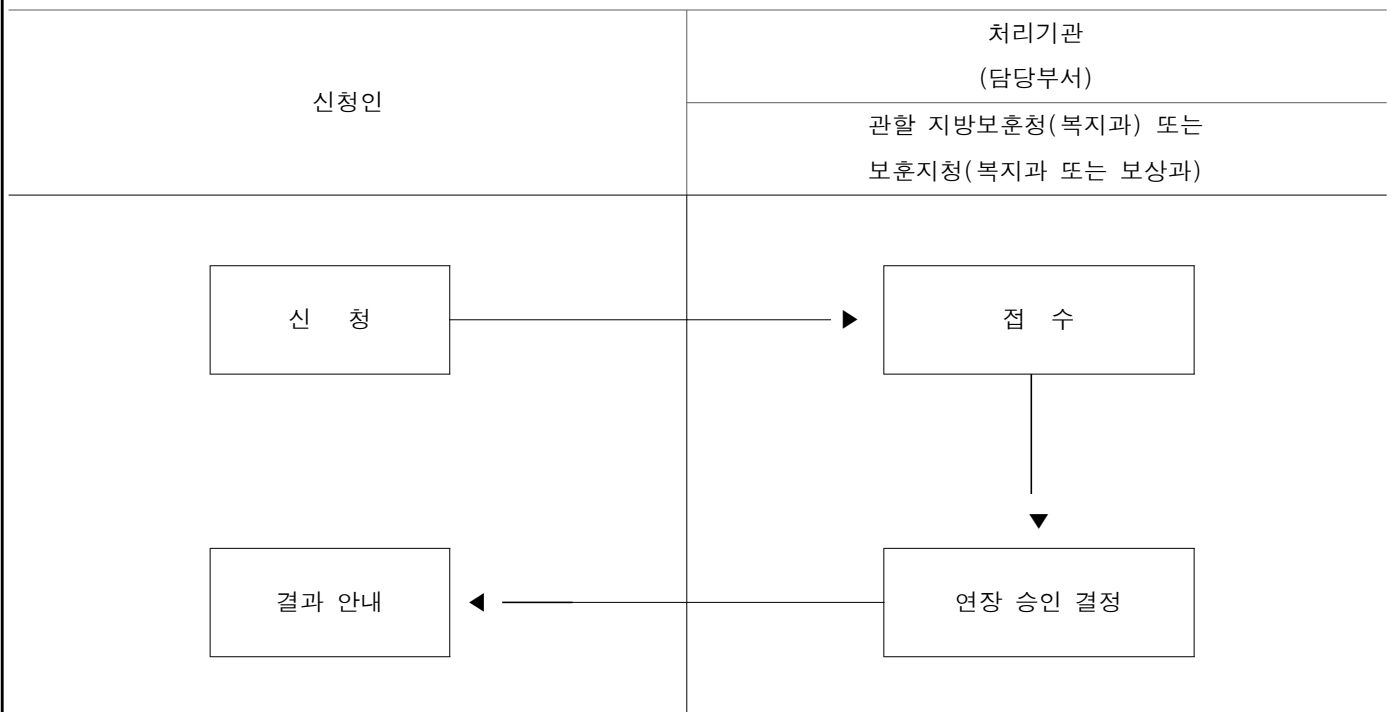 신청인
처리기관
(담당부서)
관할 지방보훈청(복지과) 또는
보훈지청(복지과 또는 보상과)
신 청
접 수
결과 안내
연장 승인 결정